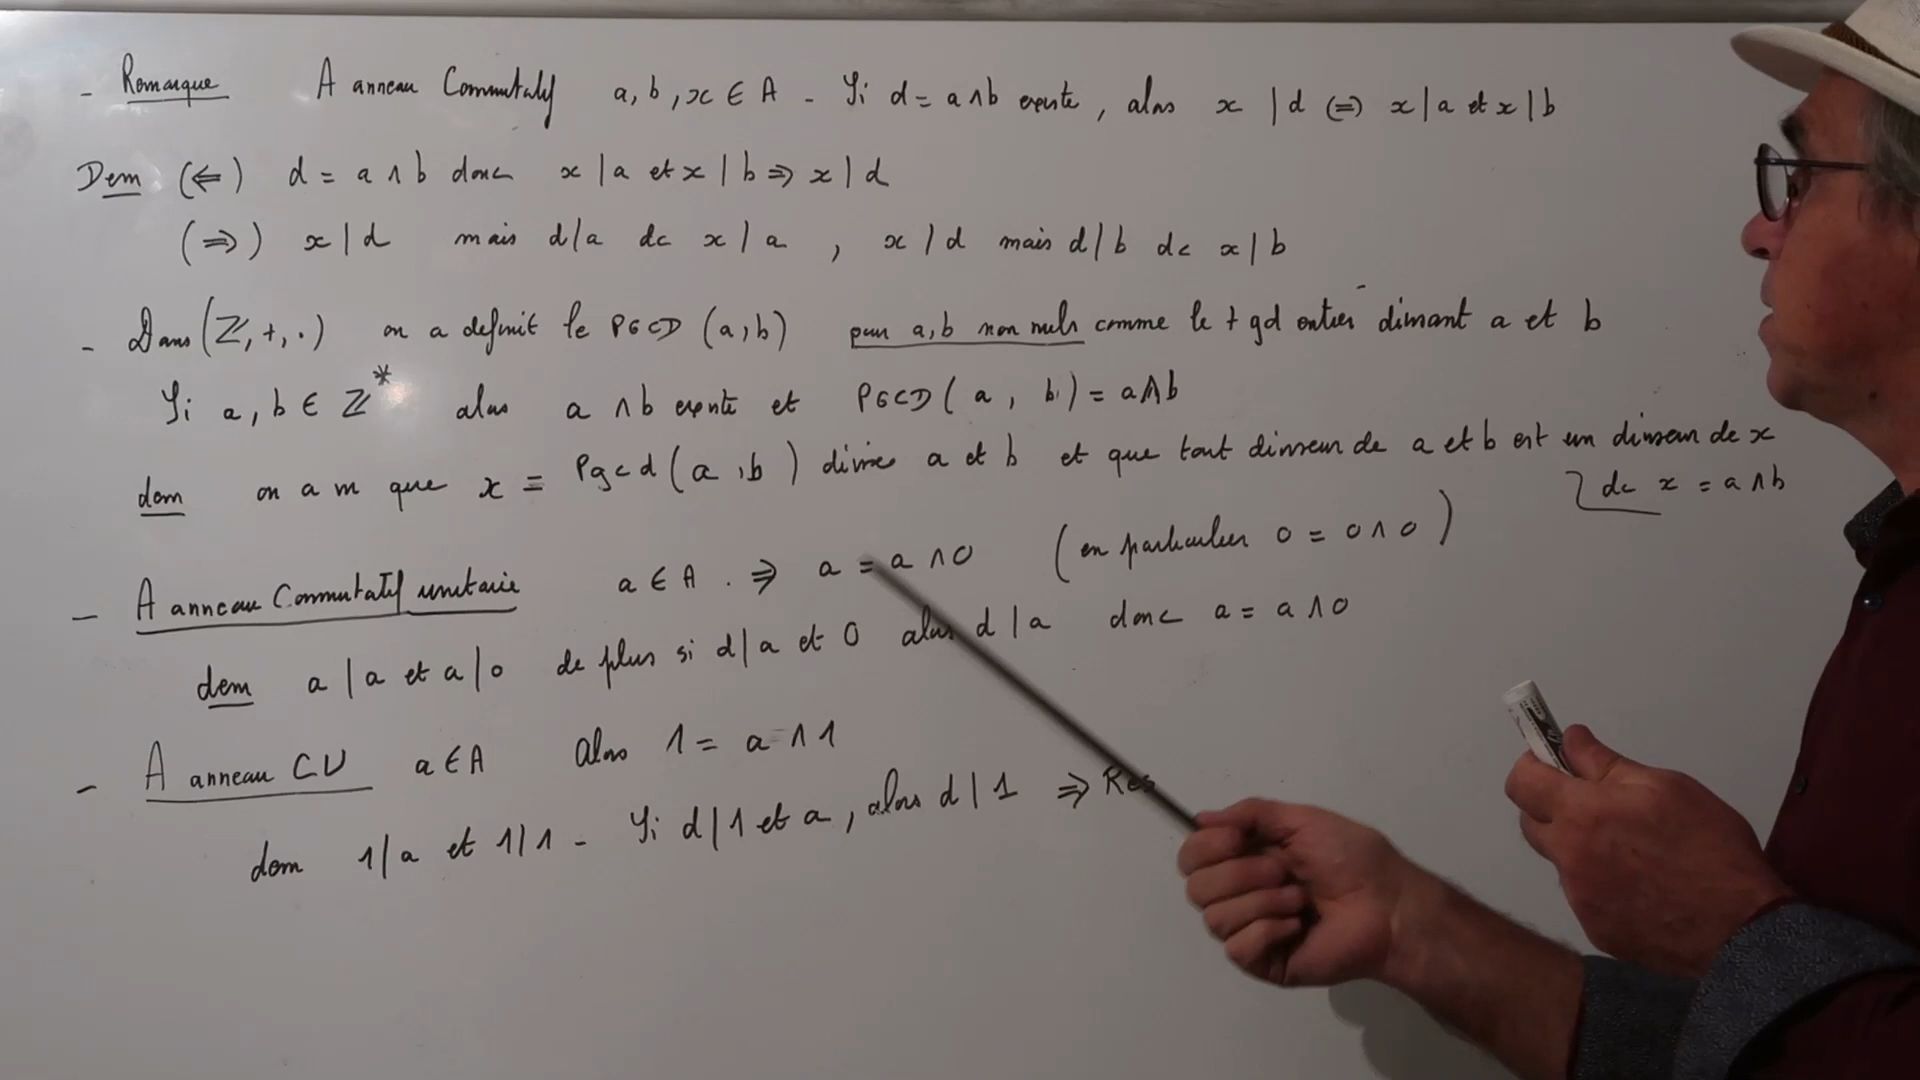 - Remarque A anneau Commutatif a, b, x ∈ A - Si d = a ∧ b existe, alors x | d ⇔ x | a et x | b
Dem (⇐) d = a ∧ b donc x | a et x | b ⇒ x | d
(⇒) x | d mais d | a dc x | a , x | d mais d | b dc x | b
- Dans (ℤ, +, .) on a definit le PGCD (a, b) pour a, b non nuls comme le + gd entier divisant a et b
Si a, b ∈ ℤ* alors a ∧ b existe et PGCD (a , b) = a ∧ b
dem on a m que x = Pgcd (a , b) divise a et b et que tout diviseur de a et b est un diviseur de x
dc x = a ∧ b
- A anneau Commutatif unitaire a ∈ A . ⇒ a = a ∧ 0 (en particulier 0 = 0 ∧ 0)
dem a | a et a | 0 de plus si d | a et 0 alors d | a donc a = a ∧ 0
- A anneau CU a ∈ A Alors 1 = a ∧ 1
dem 1 | a et 1 | 1 - Si d | 1 et a, alors d | 1 ⇒ Res